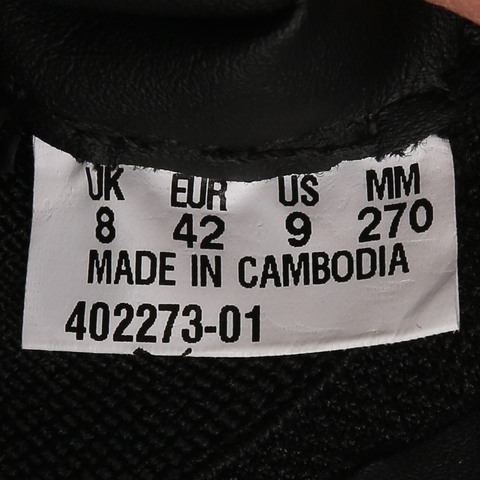 UK EUR US MM
8 42 9 270
MADE IN CAMBODIA
402273-01